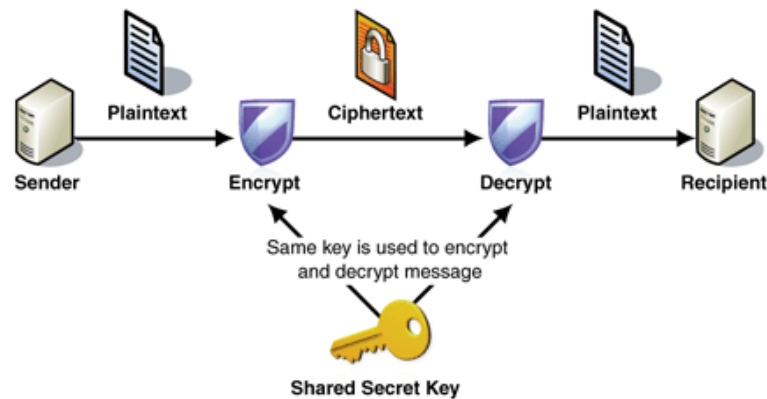 Plaintext
Ciphertext
Plaintext
Sender
Encrypt
Decrypt
Recipient
Same key is used to encrypt
and decrypt message
Shared Secret Key